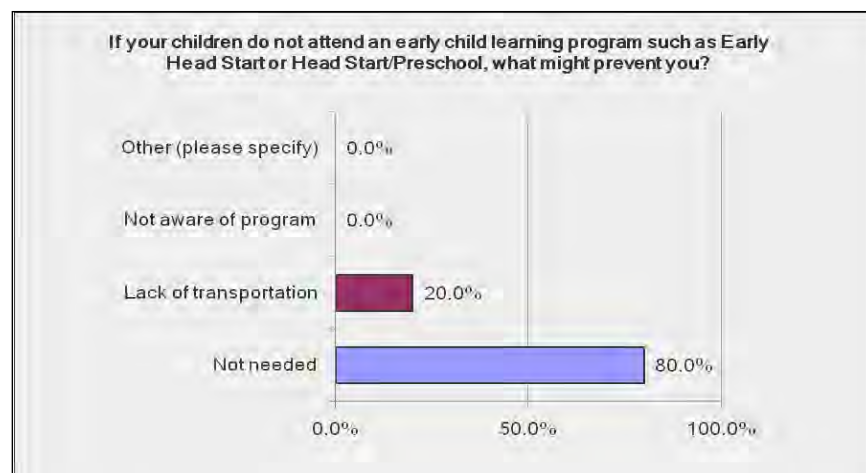 If your children do not attend an early child learning program such as Early
Head Start or Head Start/Preschool, what might prevent you?
Other (please specify) 0.0%
Not aware of program 0.0%
Lack of transportation 20.0%
Not needed 80.0%
0.0% 50.0% 100.0%